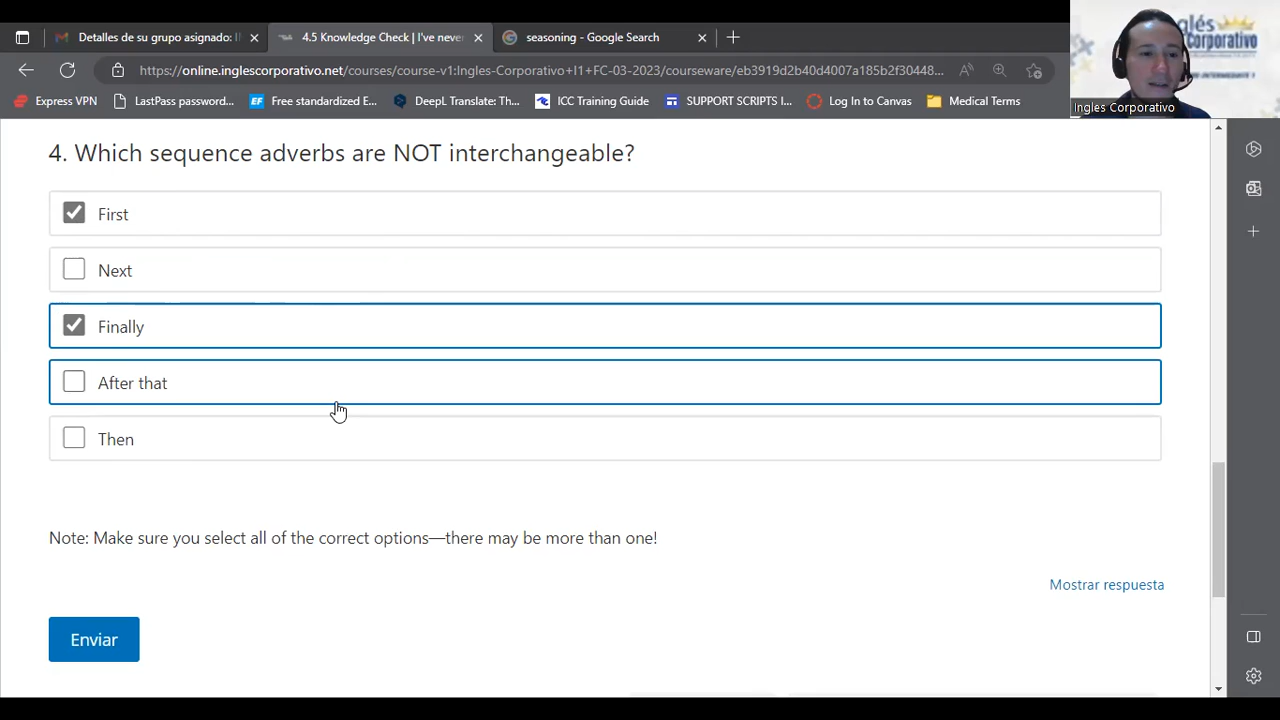 Detalles de su grupo asignado: II
4.5 Knowledge Check | I've never
seasoning - Google Search
https://online.inglescorporativo.net/courses/course-v1:Ingles-Corporativo+I1+FC-03-2023/courseware/eb3919d2b40d4007a185b2f30448...
Express VPN
LastPass password...
EF Free standardized E...
DeepL Translate: Th...
ICC Training Guide
SUPPORT SCRIPTS I...
Log In to Canvas
Medical Terms
Ingles Corporativo
4. Which sequence adverbs are NOT interchangeable?
First
Next
Finally
After that
Then
Note: Make sure you select all of the correct options—there may be more than one!
Mostrar respuesta
Enviar